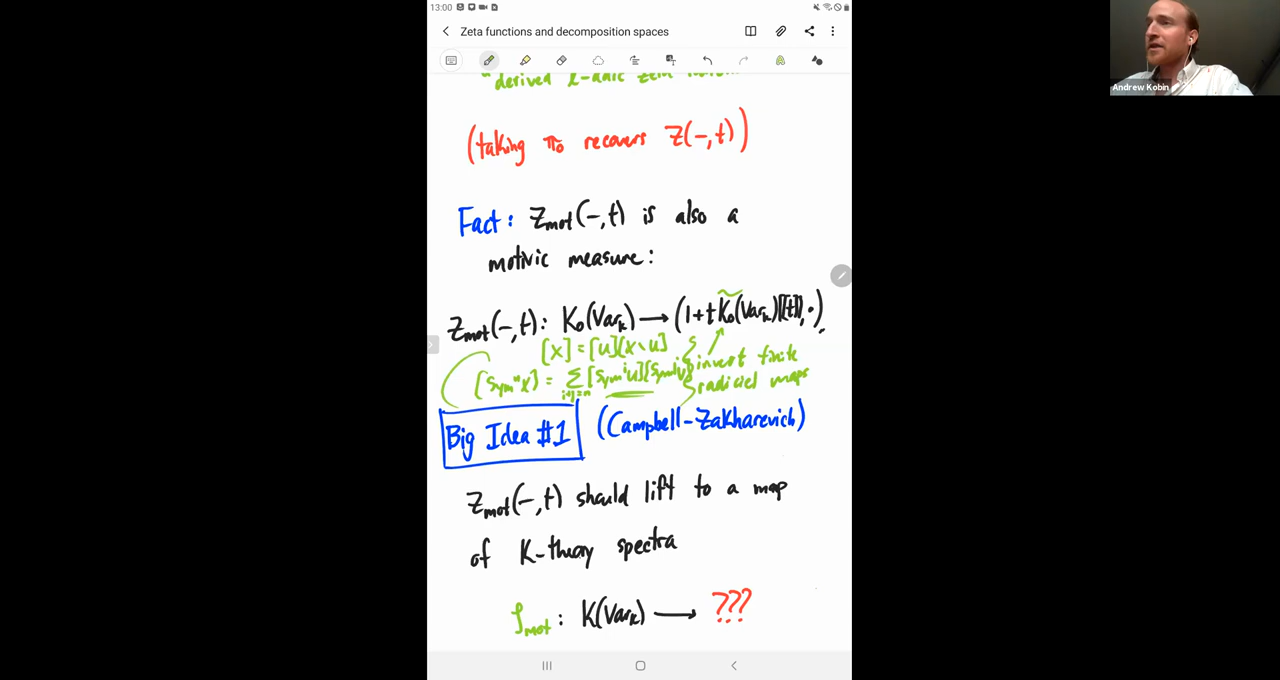 13:00
Zeta functions and decomposition spaces
"derived l-adic zeta
(taking π₀ recovers Z(-,t))
Fact: Z_mot(-,t) is also a
motivic measure:
Z_mot(-,t): K₀(Var_k) → (1+t K̃₀(Var_k)[[t]], •).
[X] = [U][X∖U]
[Symⁿ X] = Σ_{i+j=n} [Symⁱ U][Symʲ V]
invert finite
radicial maps
Big Idea #1 (Campbell-Zakharevich)
Z_mot(-,t) should lift to a map
of K-theory spectra
ζ_mot: K(Var_k) → ???
Andrew Kobin